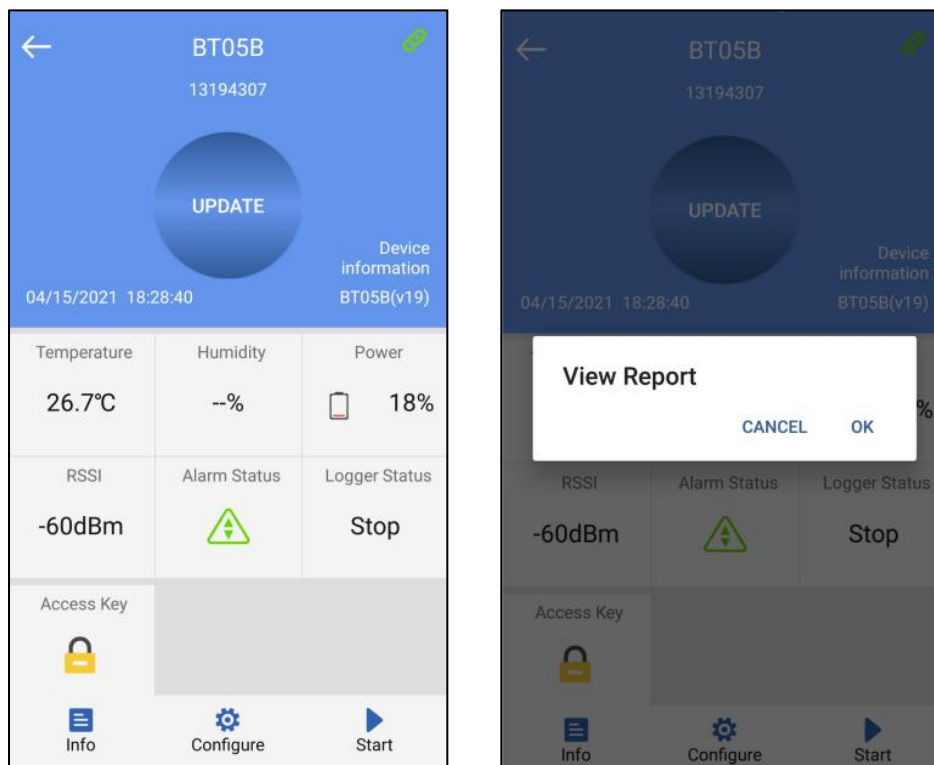 BT05B
13194307
UPDATE
Device
information
04/15/2021 18:28:40
BT05B(v19)
Temperature
Humidity
Power
26.7℃
--%
18%
RSSI
Alarm Status
Logger Status
-60dBm
Stop
Access Key
Info
Configure
Start
BT05B
13194307
UPDATE
Device
information
04/15/2021 18:28:40
BT05B(v19)
View Report
%
CANCEL
OK
RSSI
Alarm Status
Logger Status
-60dBm
Stop
Access Key
Info
Configure
Start